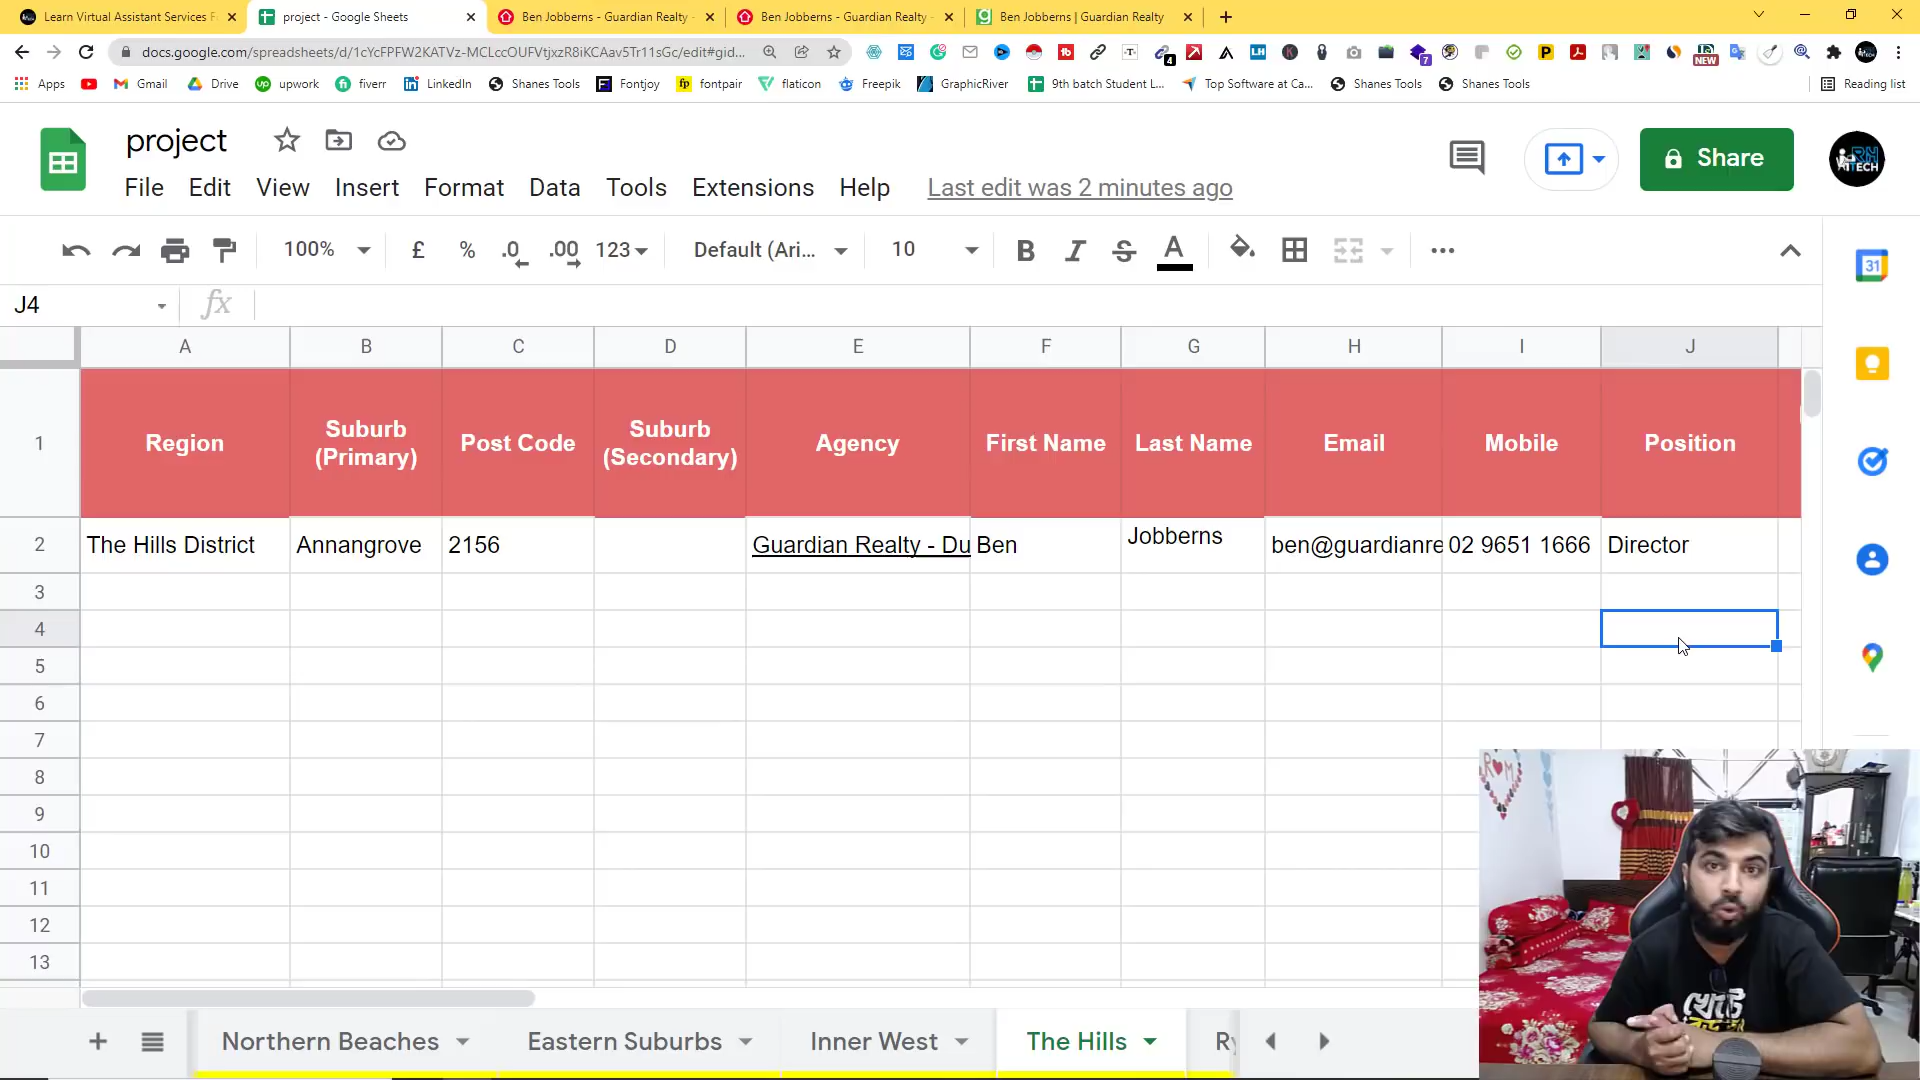 Learn Virtual Assistant Services F
project - Google Sheets
Ben Jobberns - Guardian Realty -
Ben Jobberns - Guardian Realty -
Ben Jobberns | Guardian Realty
docs.google.com/spreadsheets/d/1cYcFPFW2KATVz-MCLccOUFVtjxzR8iKCAav5Tr11sGc/edit#gid...
Apps
Gmail
Drive
upwork
fiverr
LinkedIn
Shanes Tools
Fontjoy
fontpair
flaticon
Freepik
GraphicRiver
9th batch Student L...
Top Software at Ca...
Shanes Tools
Shanes Tools
Reading list
project
File Edit View Insert Format Data Tools Extensions Help
Last edit was 2 minutes ago
Share
100% £ % .0 .00 123 Default (Ari... 10 B I S A
J4
fx
A B C D E F G H I J
1 Region Suburb (Primary) Post Code Suburb (Secondary) Agency First Name Last Name Email Mobile Position
2 The Hills District Annangrove 2156 Guardian Realty - Du Ben Jobberns ben@guardianre 02 9651 1666 Director
3
4
5
6
7
8
9
10
11
12
13
Northern Beaches
Eastern Suburbs
Inner West
The Hills
Ry